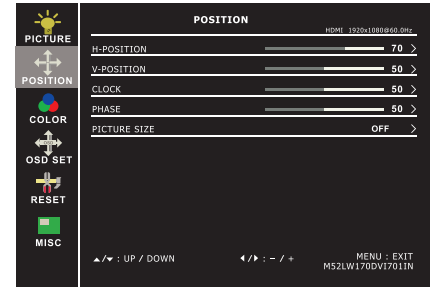 POSITION
HDMI 1920x1080@60.0Hz
PICTURE
POSITION
COLOR
OSD
OSD SET
RESET
MISC
H-POSITION 70 >
V-POSITION 50 >
CLOCK 50 >
PHASE 50 >
PICTURE SIZE OFF >
▲/▼ : UP / DOWN ◀/▶ : - / + MENU : EXIT
M52LW170DVI701IN